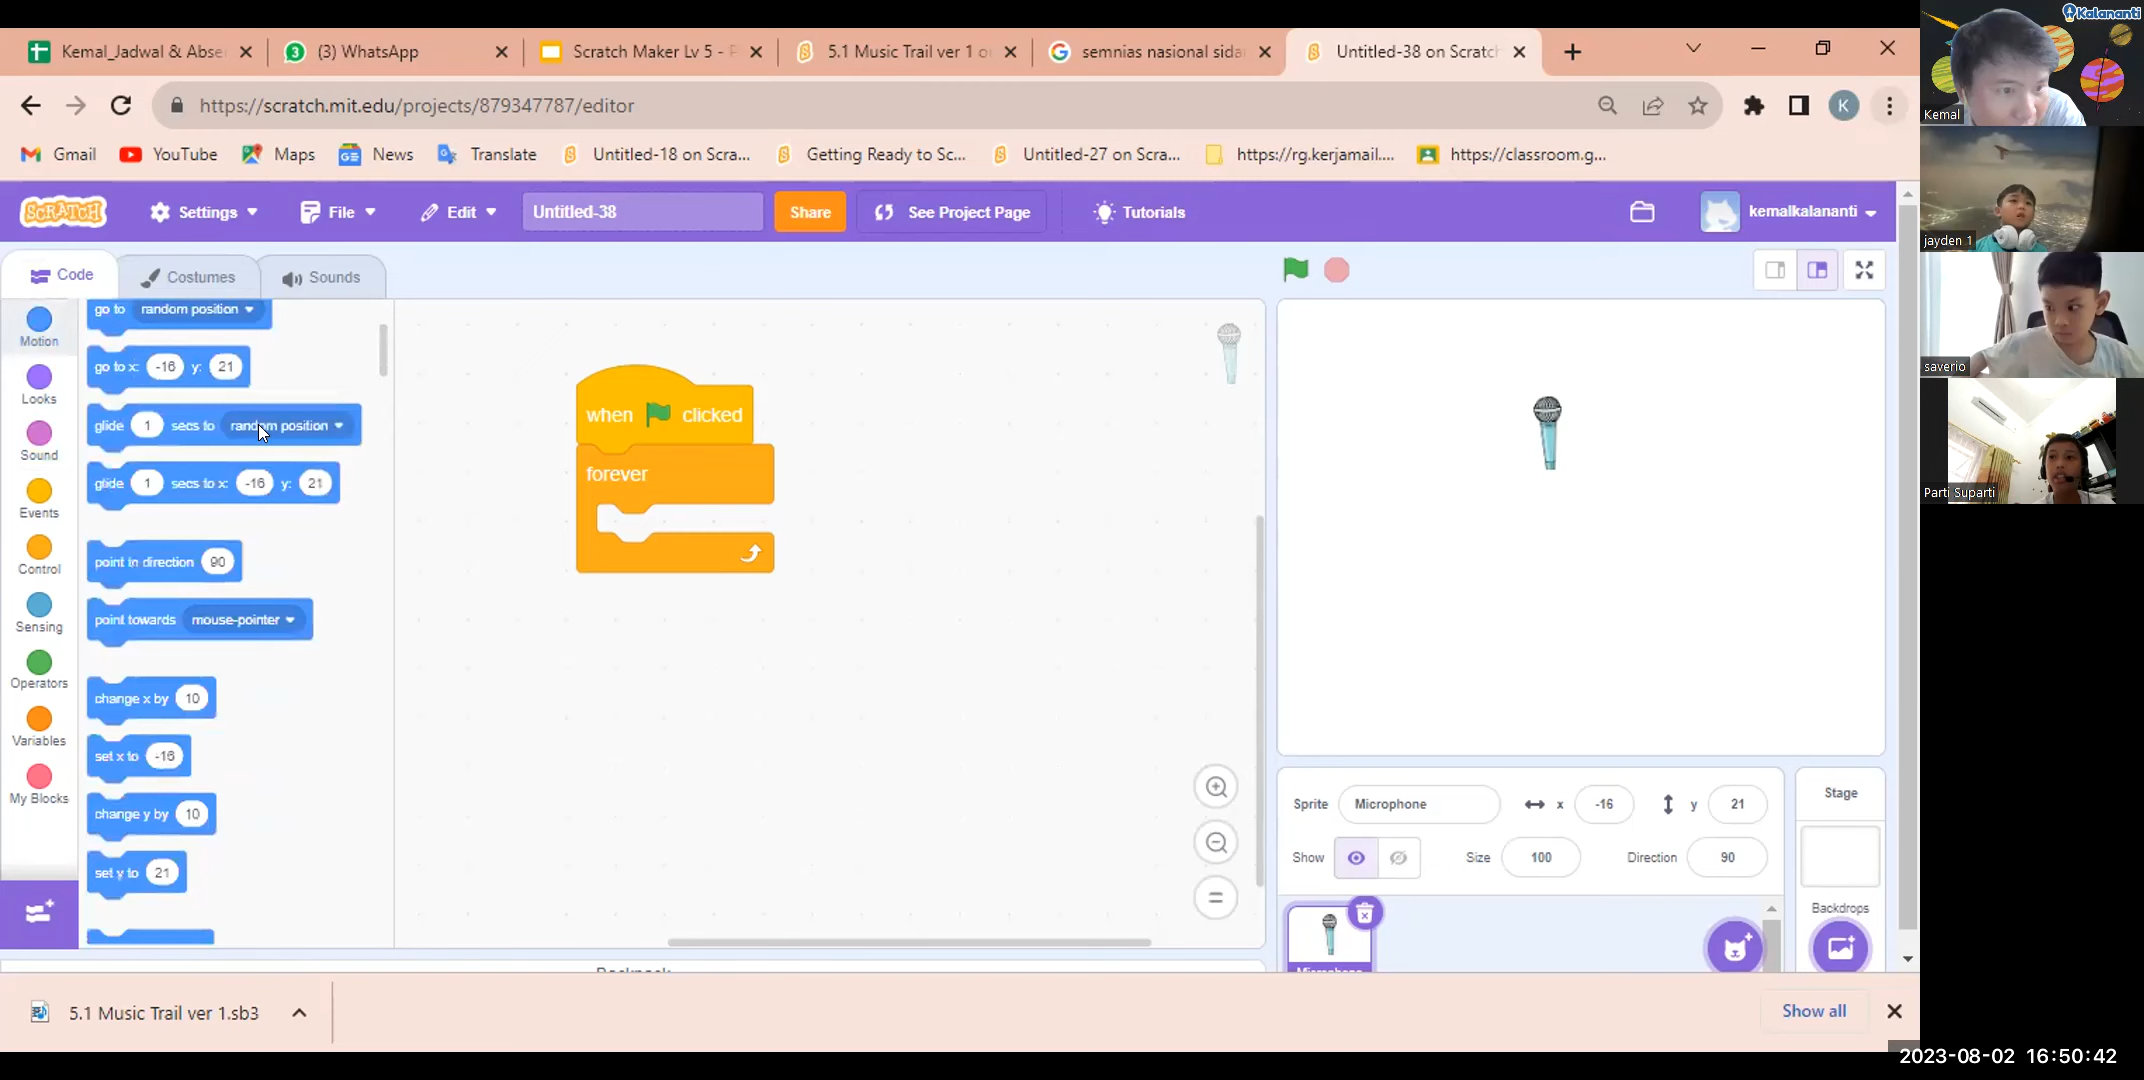 Kemal_Jadwal & Abse
(3) WhatsApp
Scratch Maker Lv 5 - P
5.1 Music Trail ver 1 o
semnias nasional sida
Untitled-38 on Scratch
https://scratch.mit.edu/projects/879347787/editor
K
Gmail
YouTube
Maps
News
Translate
Untitled-18 on Scra...
Getting Ready to Sc...
Untitled-27 on Scra...
https://rg.kerjamail....
https://classroom.g...
SCRATCH
Settings
File
Edit
Untitled-38
Share
See Project Page
Tutorials
kemalkalananti
Code
Costumes
Sounds
Motion
Looks
Sound
Events
Control
Sensing
Operators
Variables
My Blocks
go to random position
go to x: -16 y: 21
glide 1 secs to random position
glide 1 secs to x: -16 y: 21
point in direction 90
point towards mouse-pointer
change x by 10
set x to -16
change y by 10
set y to 21
when clicked
forever
Sprite
Microphone
x
-16
y
21
Show
Size
100
Direction
90
Stage
Backdrops
5.1 Music Trail ver 1.sb3
Show all
Kalananti
Kemal
jayden 1
saverio
Parti Suparti
2023-08-02 16:50:42